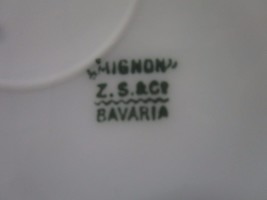 „MIGNON”
Z. S. & Cº
BAVARIA